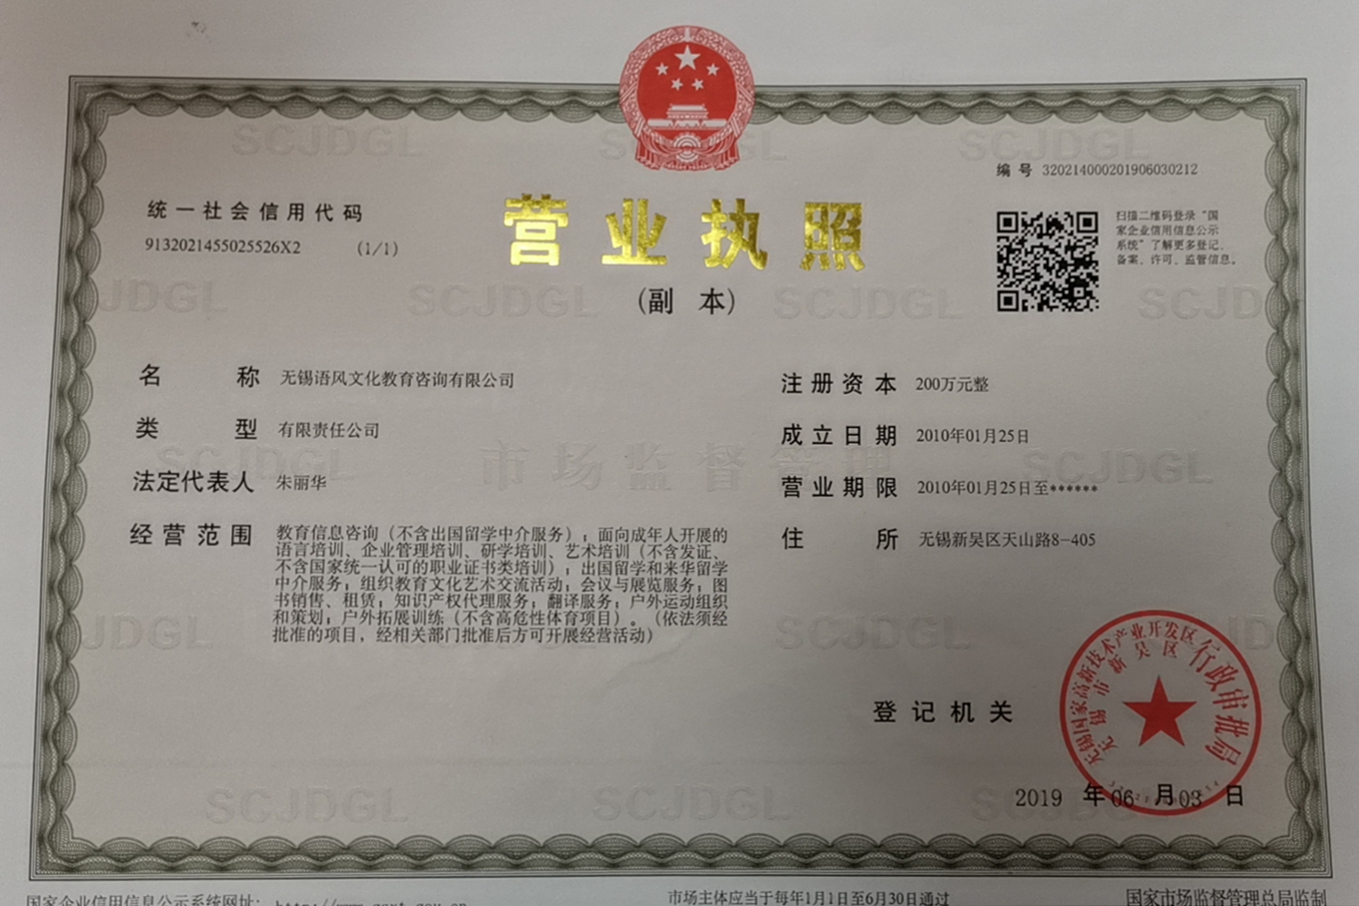 编号 320214000201906030212
统一社会信用代码
9132021455025526X2 (1/1)
营业执照
(副本)
扫描二维码登录“国
家企业信用信息公示
系统”了解更多登记、
备案、许可、监管信息。
名称 无锡语风文化教育咨询有限公司
类型 有限责任公司
法定代表人 朱丽华
经营范围 教育信息咨询（不含出国留学中介服务）；面向成年人开展的
语言培训、企业管理培训、研学培训、艺术培训（不含发证、
不含国家统一认可的职业证书类培训）；出国留学和来华留学
中介服务；组织教育文化艺术交流活动；会议与展览服务；图
书销售、租赁；知识产权代理服务；翻译服务；户外运动组织
和策划；户外拓展训练（不含高危性体育项目）。（依法须经
批准的项目，经相关部门批准后方可开展经营活动）
注册资本 200万元整
成立日期 2010年01月25日
营业期限 2010年01月25日至******
住所 无锡新吴区天山路8-405
登记机关
无锡国家高新技术产业开发区
无锡市新吴区
行政审批局
2019年06月03日
国家企业信用信息公示系统网址：
市场主体应当于每年1月1日至6月30日通过
国家市场监督管理总局监制
SCJDGL
市场监督管理